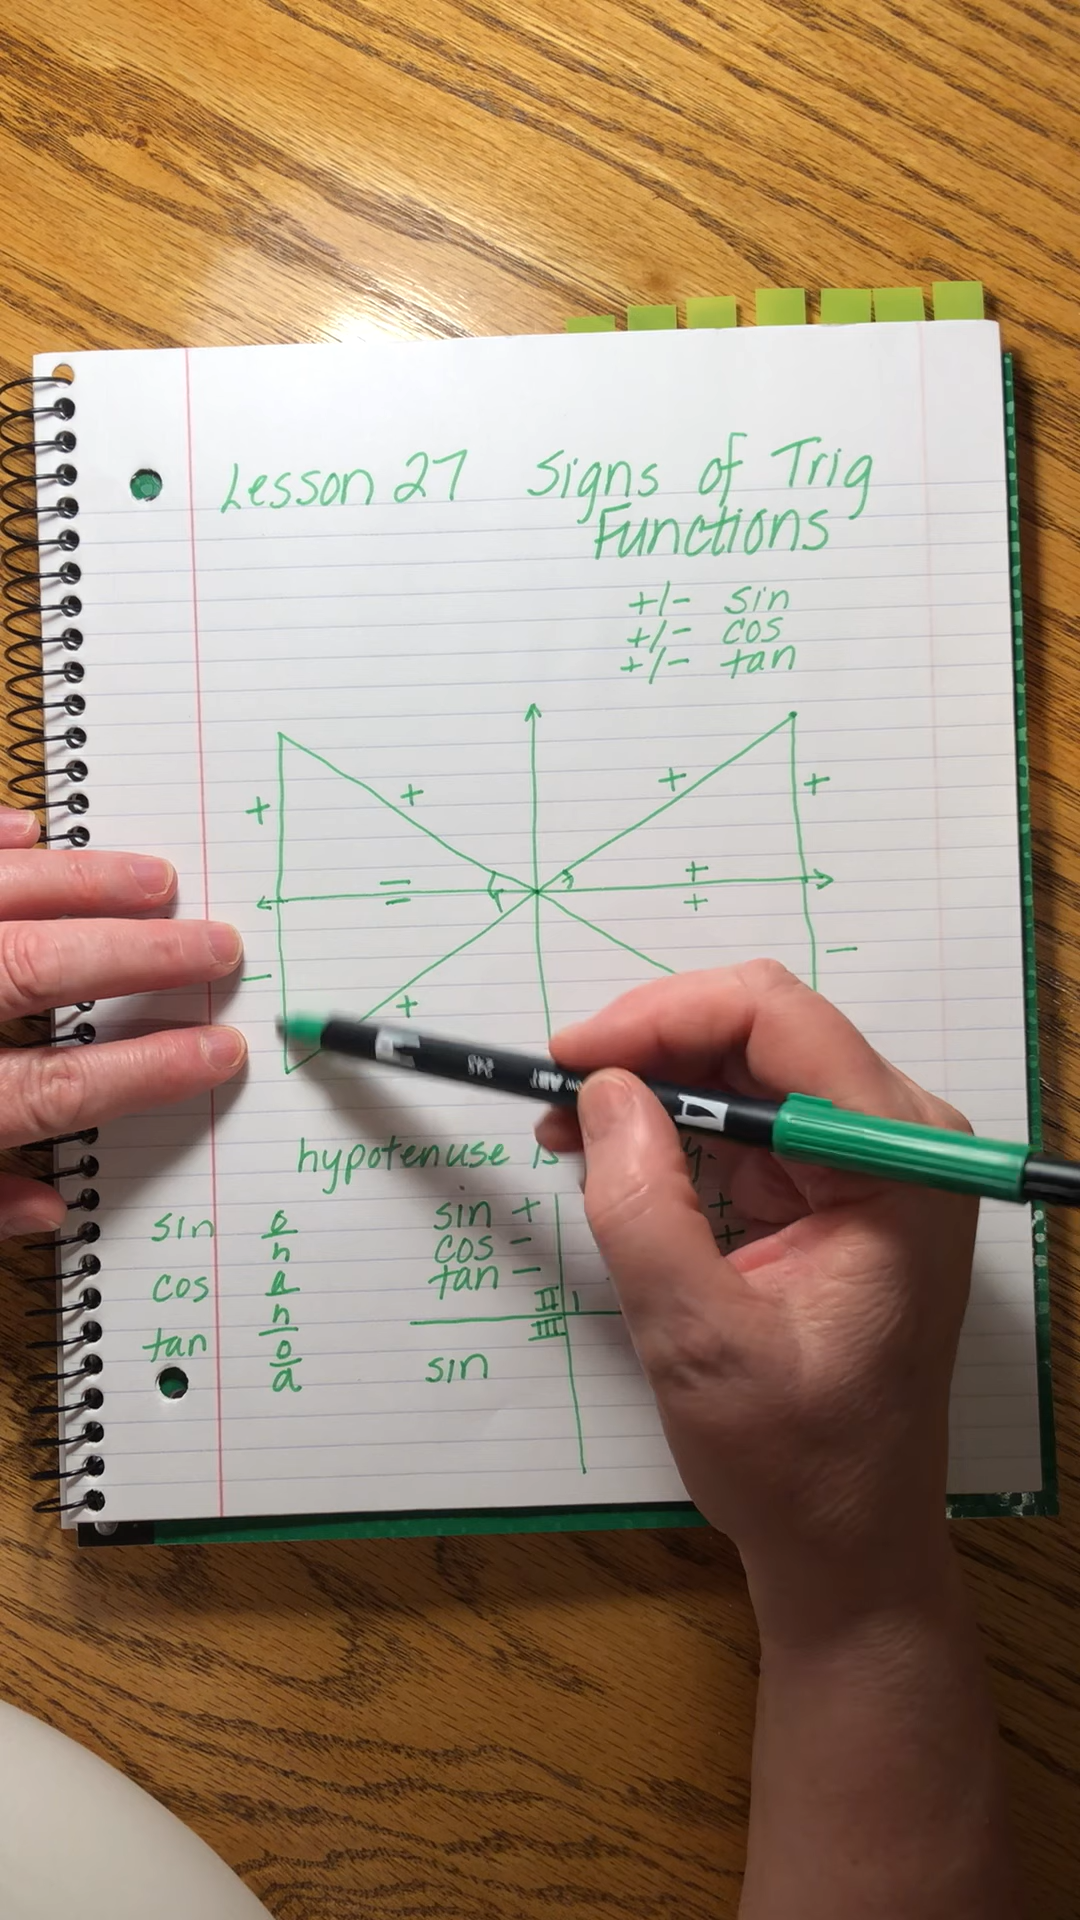 Lesson 27 Signs of Trig
Functions
+/- sin
+/- cos
+/- tan
+ + + +
= +
+
- -
+
hypotenuse is y.
sin o/h sin + +
cos a/h cos - +
tan o/a tan -
II I
III
sin